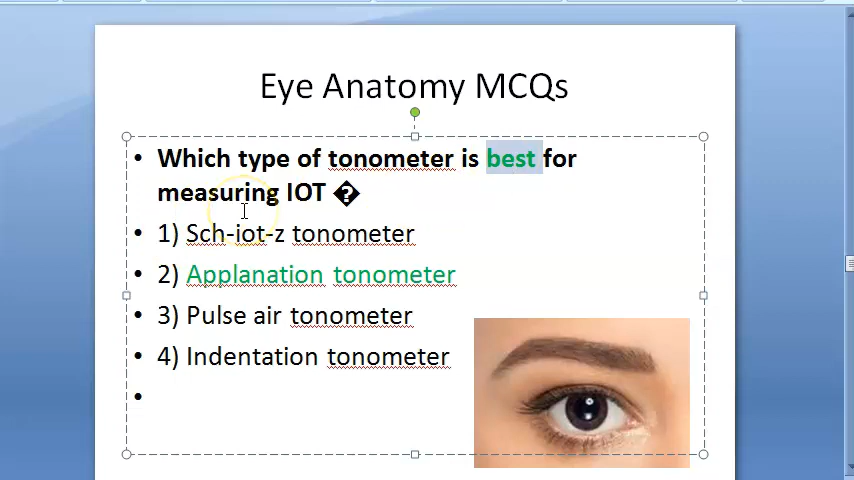 Eye Anatomy MCQs
• Which type of tonometer is best for
measuring IOT �
• 1) Sch-iot-z tonometer
• 2) Applanation tonometer
• 3) Pulse air tonometer
• 4) Indentation tonometer
•